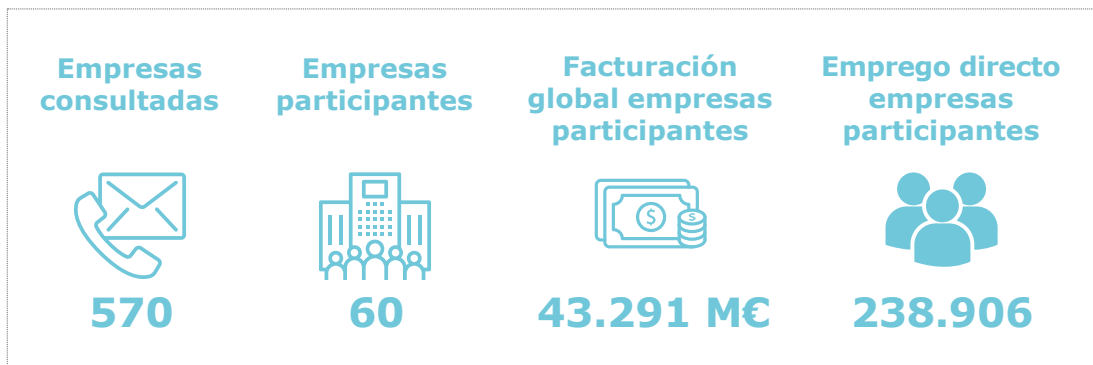 Empresas
consultadas
570
Empresas
participantes
60
Facturación
global empresas
participantes
$
$
43.291 M€
Emprego directo
empresas
participantes
238.906